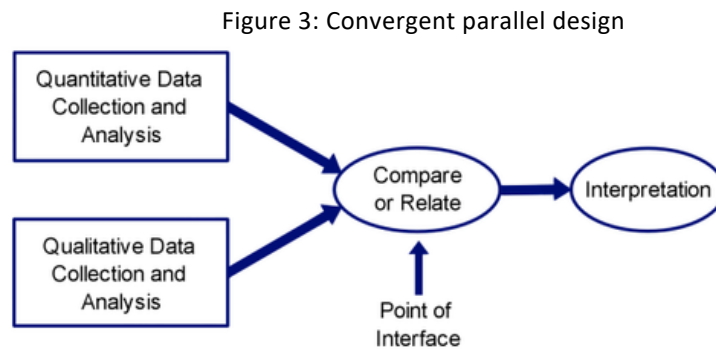 Figure 3: Convergent parallel design
Quantitative Data
Collection and
Analysis
Qualitative Data
Collection and
Analysis
Compare
or Relate
Point of
Interface
Interpretation